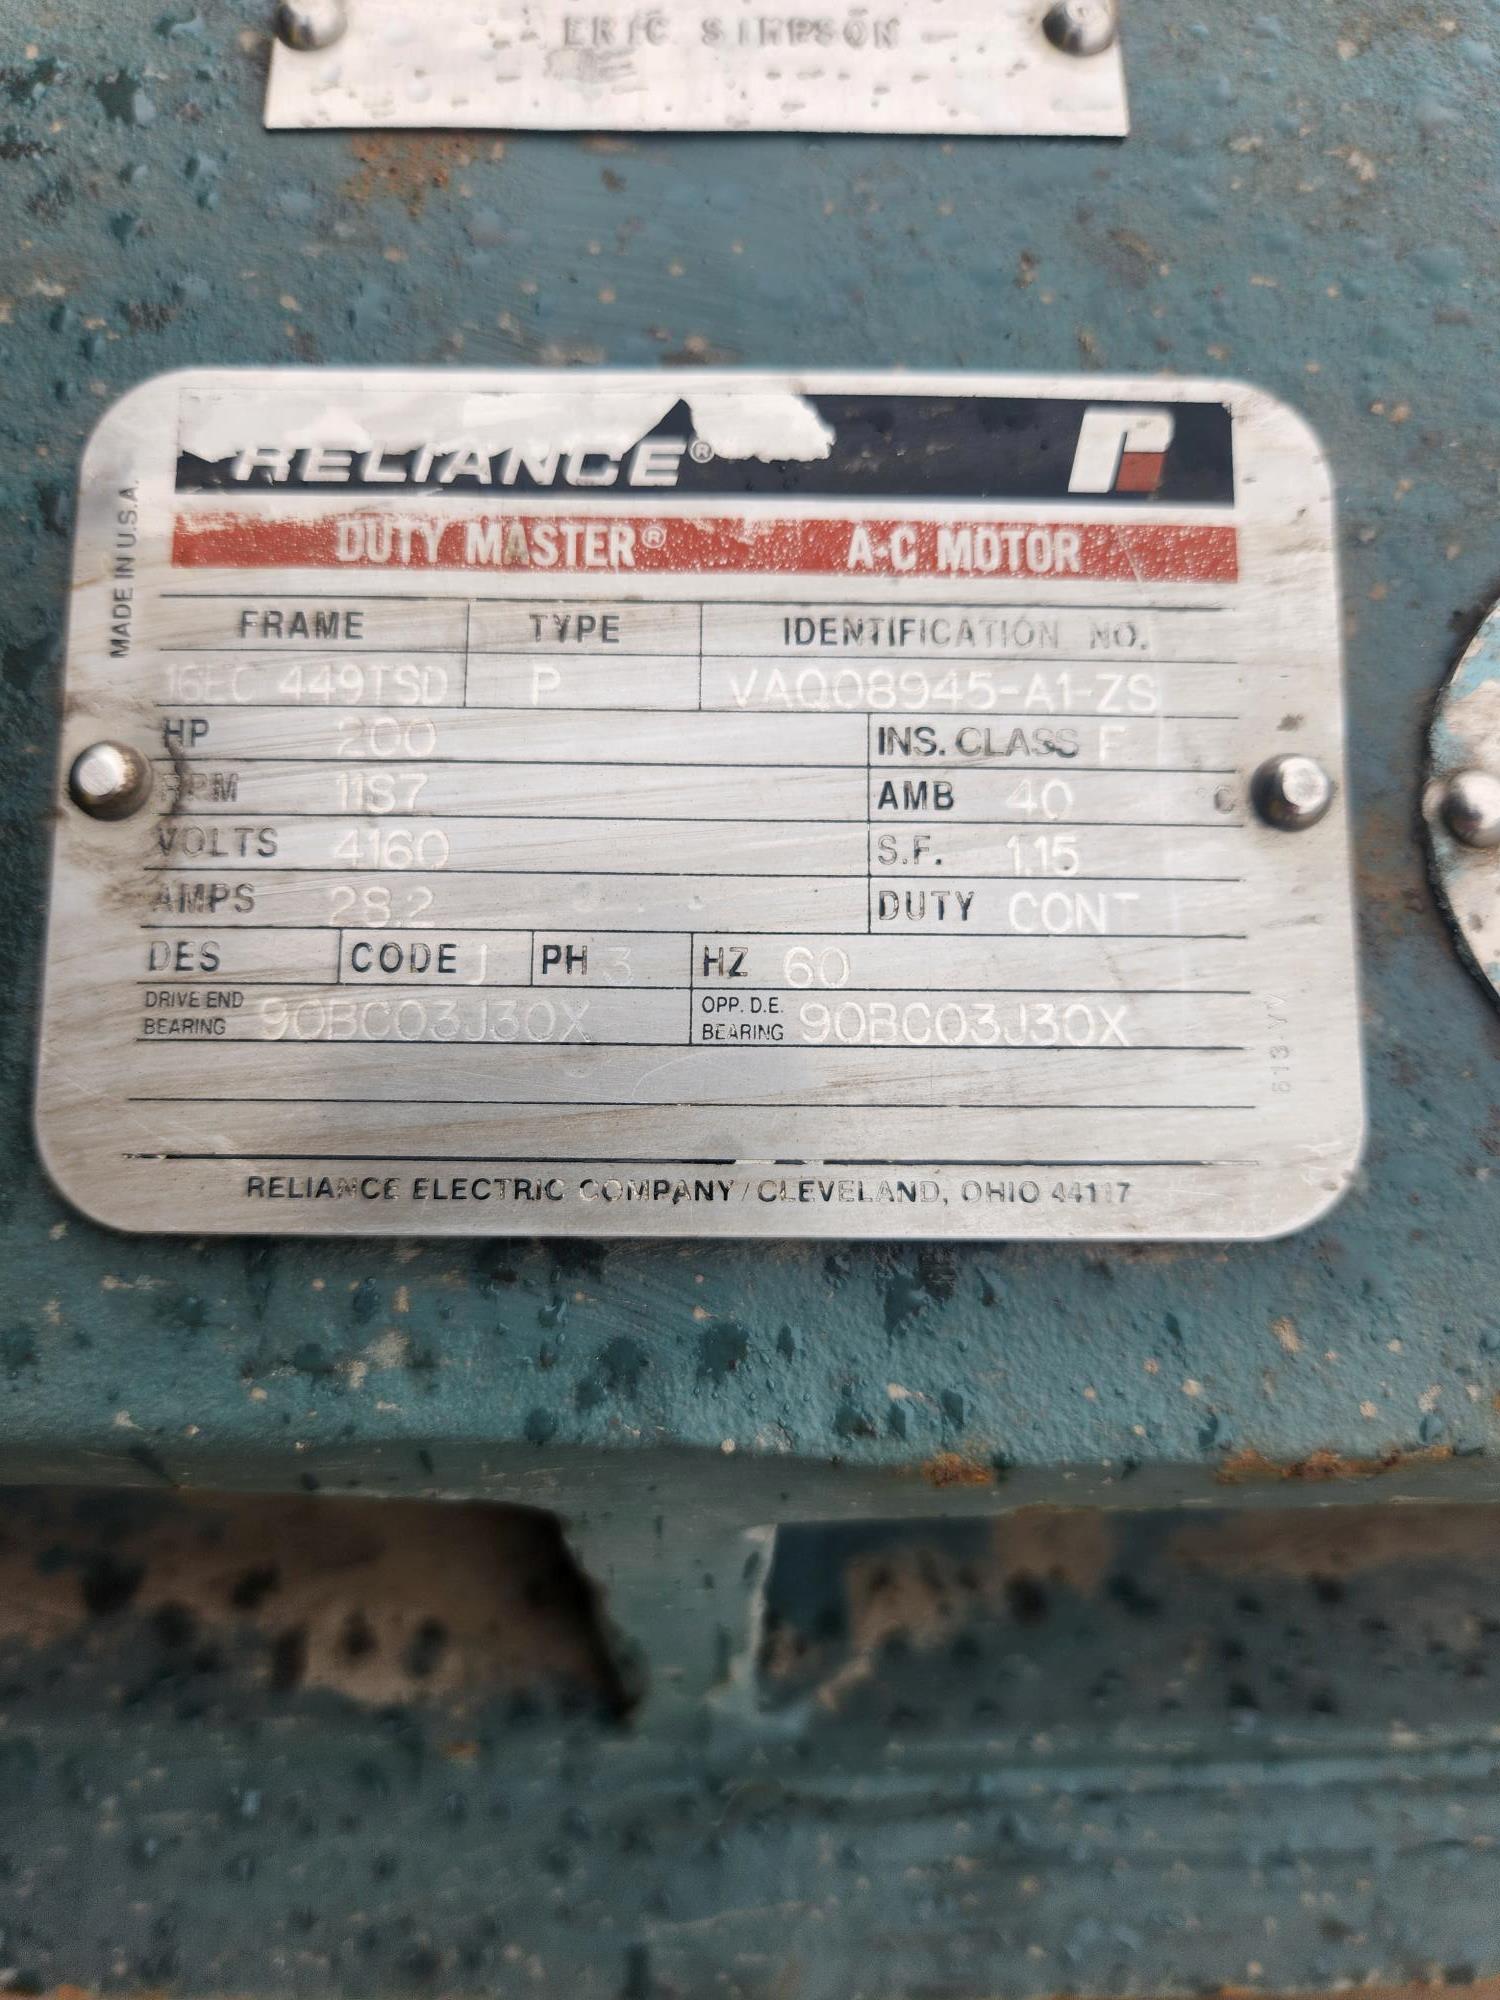 ERIC SIMPSON
RELIANCE®
DUTY MASTER® A-C MOTOR
MADE IN U.S.A.
FRAME TYPE IDENTIFICATION NO.
16EC 449TSD P VAQ08945-A1-ZS
HP 200 INS. CLASS F
RPM 1187 AMB 40 °C
VOLTS 4160 S.F. 1.15
AMPS 28.2 DUTY CONT
DES CODE J PH 3 HZ 60
DRIVE END BEARING 90BC03J30X OPP. D.E. BEARING 90BC03J30X
RELIANCE ELECTRIC COMPANY / CLEVELAND, OHIO 44117